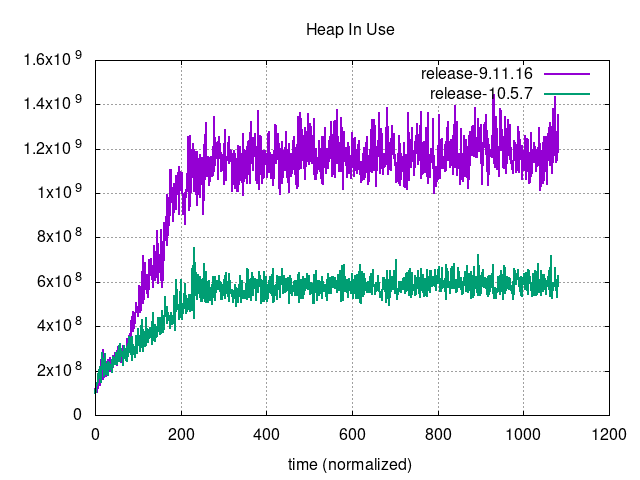 Heap In Use
1.6x10^9
1.4x10^9
1.2x10^9
1x10^9
8x10^8
6x10^8
4x10^8
2x10^8
0
release-9.11.16
release-10.5.7
0 200 400 600 800 1000 1200
time (normalized)